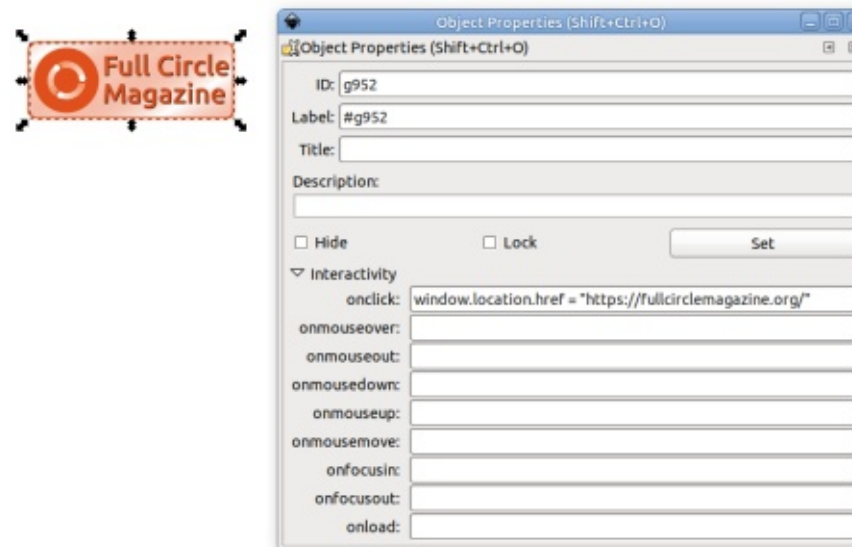 Full Circle
Magazine
Object Properties (Shift+Ctrl+O)
Object Properties (Shift+Ctrl+O)
ID: g952
Label: #g952
Title:
Description:
Hide Lock Set
Interactivity
onclick: window.location.href = "https://fullcirclemagazine.org/"
onmouseover:
onmouseout:
onmousedown:
onmouseup:
onmousemove:
onfocusin:
onfocusout:
onload: